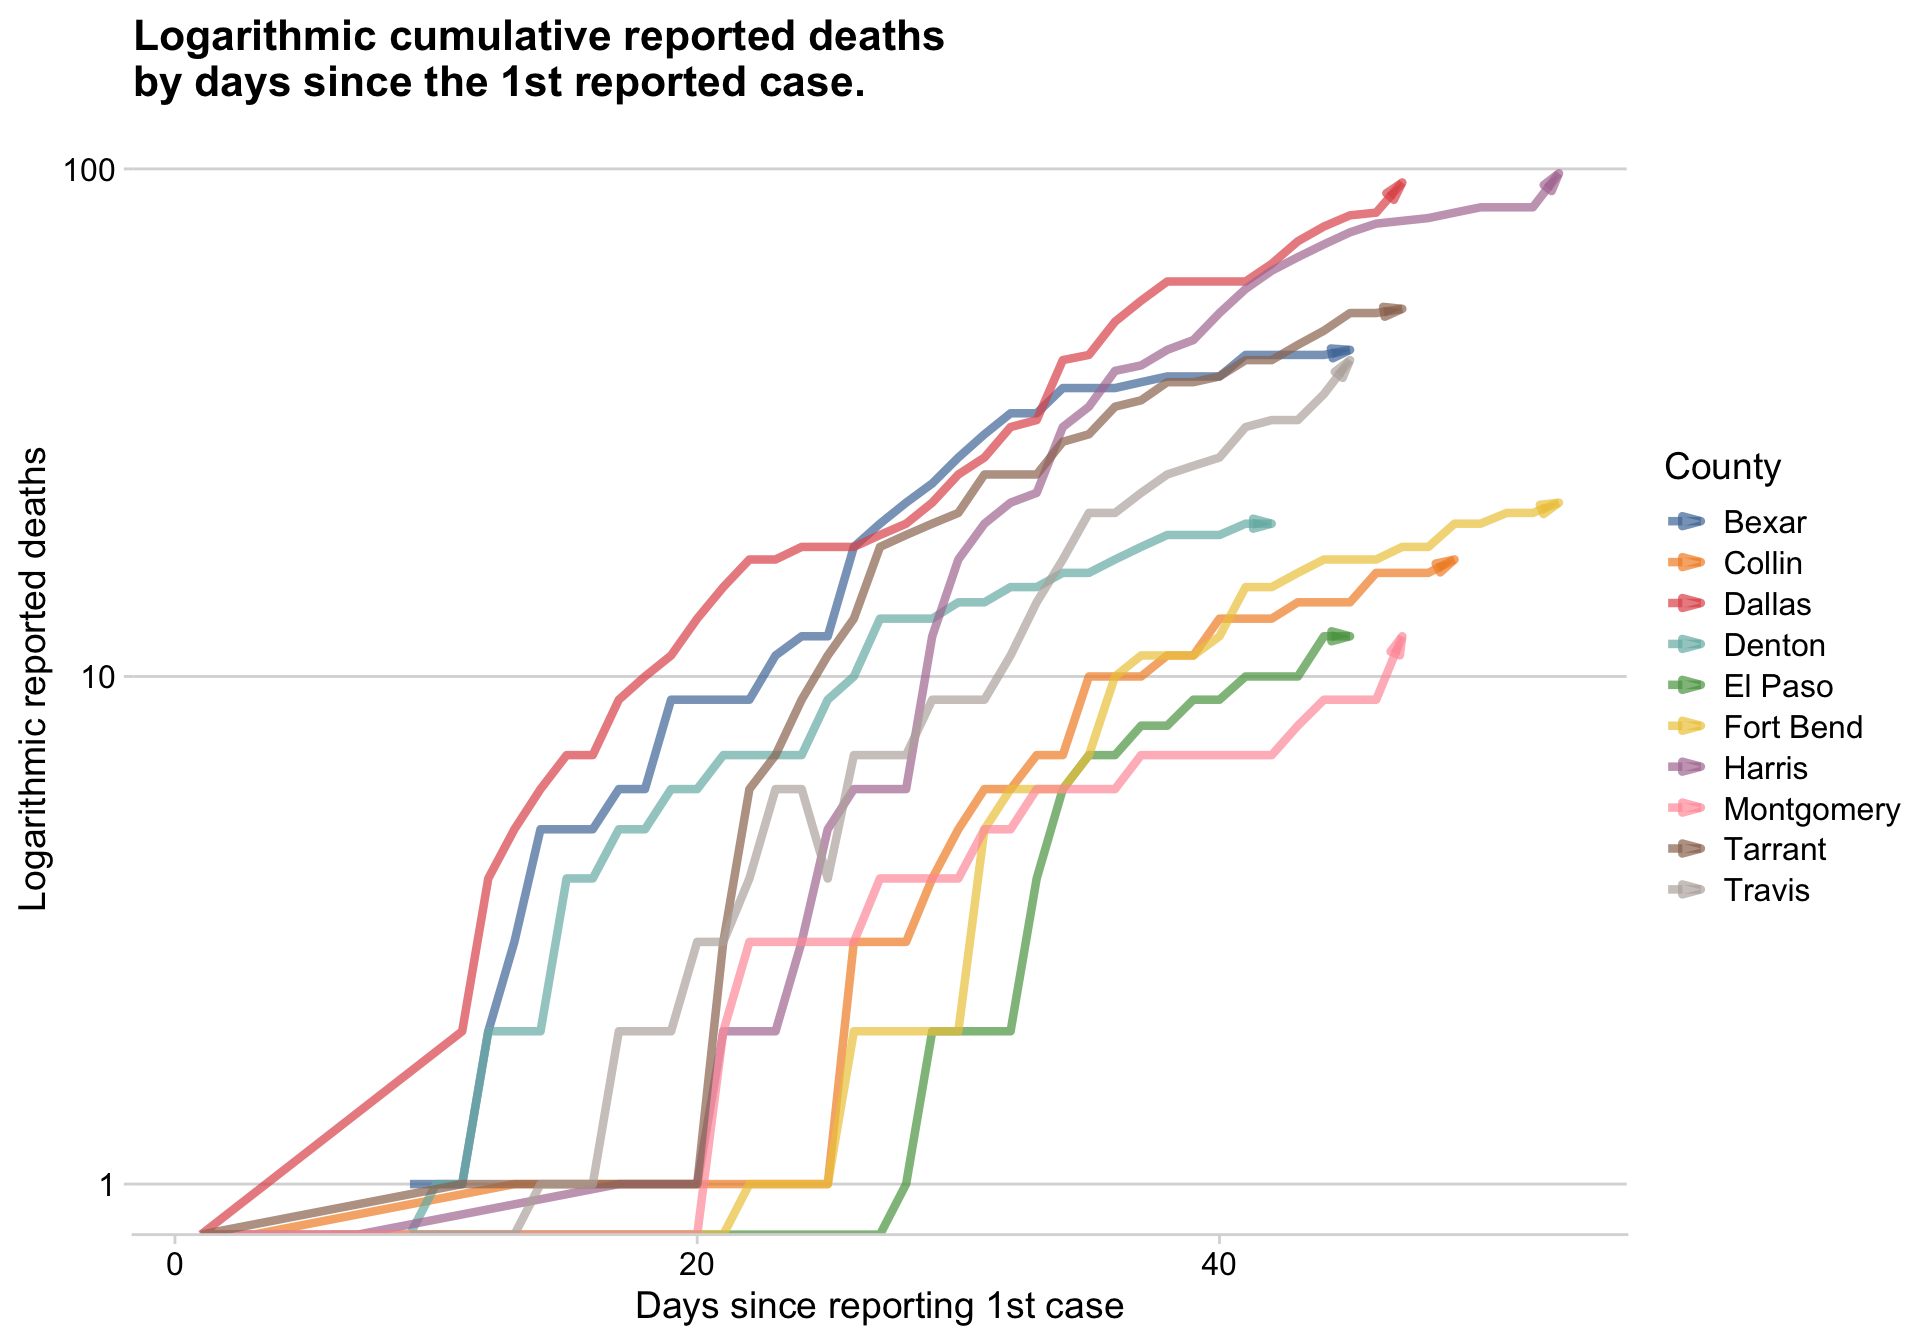 Logarithmic cumulative reported deaths
by days since the 1st reported case.
100
10
1
Logarithmic reported deaths
0
20
40
Days since reporting 1st case
County
Bexar
Collin
Dallas
Denton
El Paso
Fort Bend
Harris
Montgomery
Tarrant
Travis